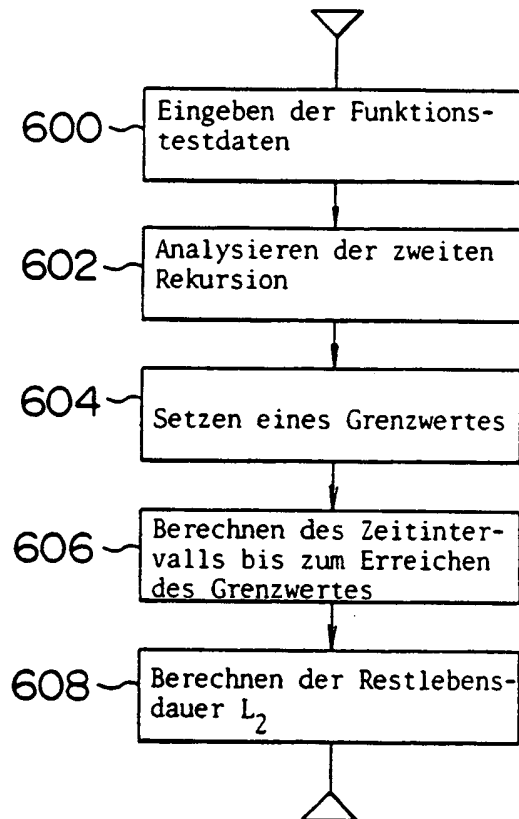 600
Eingeben der Funktions-
testdaten
602
Analysieren der zweiten
Rekursion
604
Setzen eines Grenzwertes
606
Berechnen des Zeitinter-
valls bis zum Erreichen
des Grenzwertes
608
Berechnen der Restlebens-
dauer L2